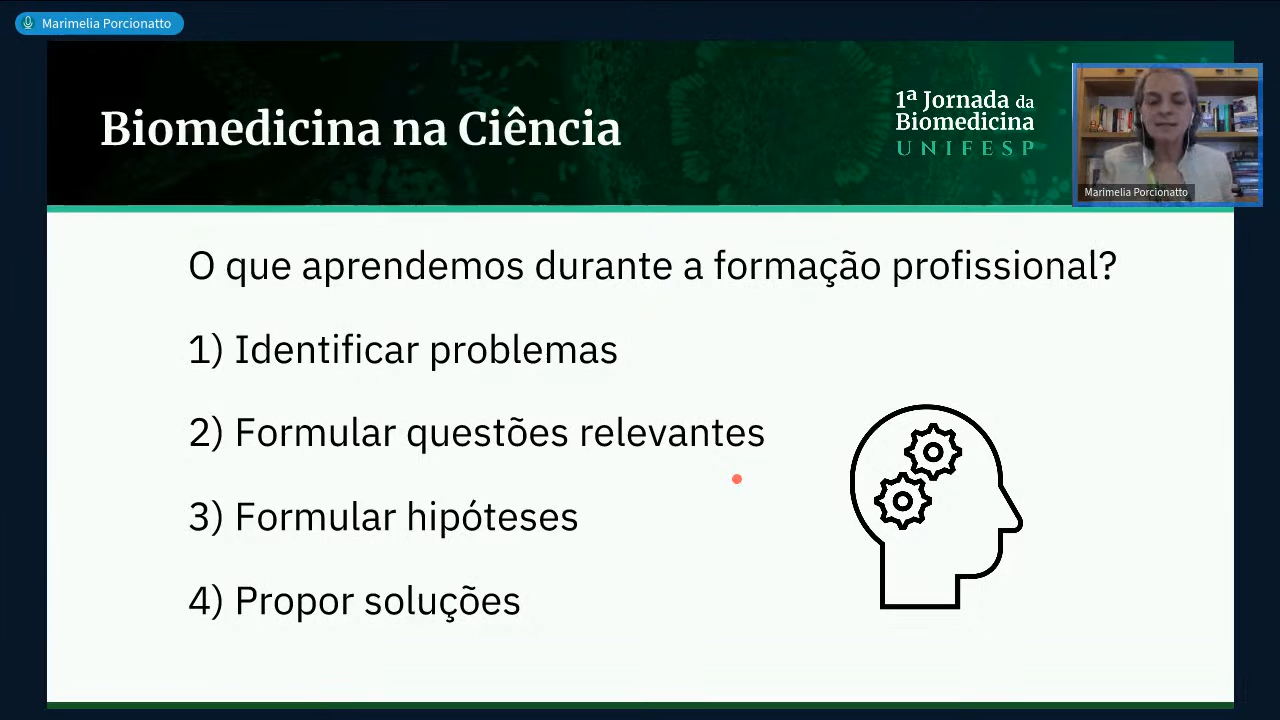 Marimelia Porcionatto
Biomedicina na Ciência
1ª Jornada da
Biomedicina
UNIFESP
Marimelia Porcionatto
O que aprendemos durante a formação profissional?
1) Identificar problemas
2) Formular questões relevantes
3) Formular hipóteses
4) Propor soluções